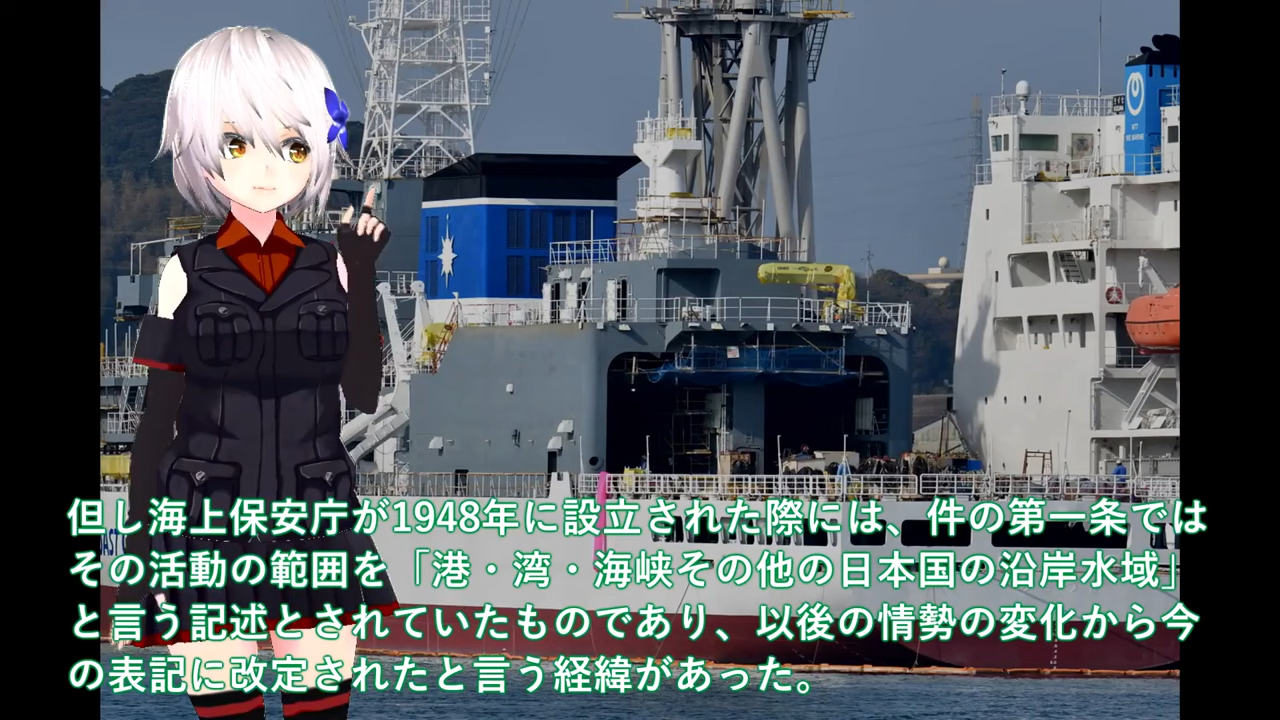 但し海上保安庁が1948年に設立された際には、件の第一条では
その活動の範囲を「港・湾・海峡その他の日本国の沿岸水域」
と言う記述とされていたものであり、以後の情勢の変化から今
の表記に改定されたと言う経緯があった。